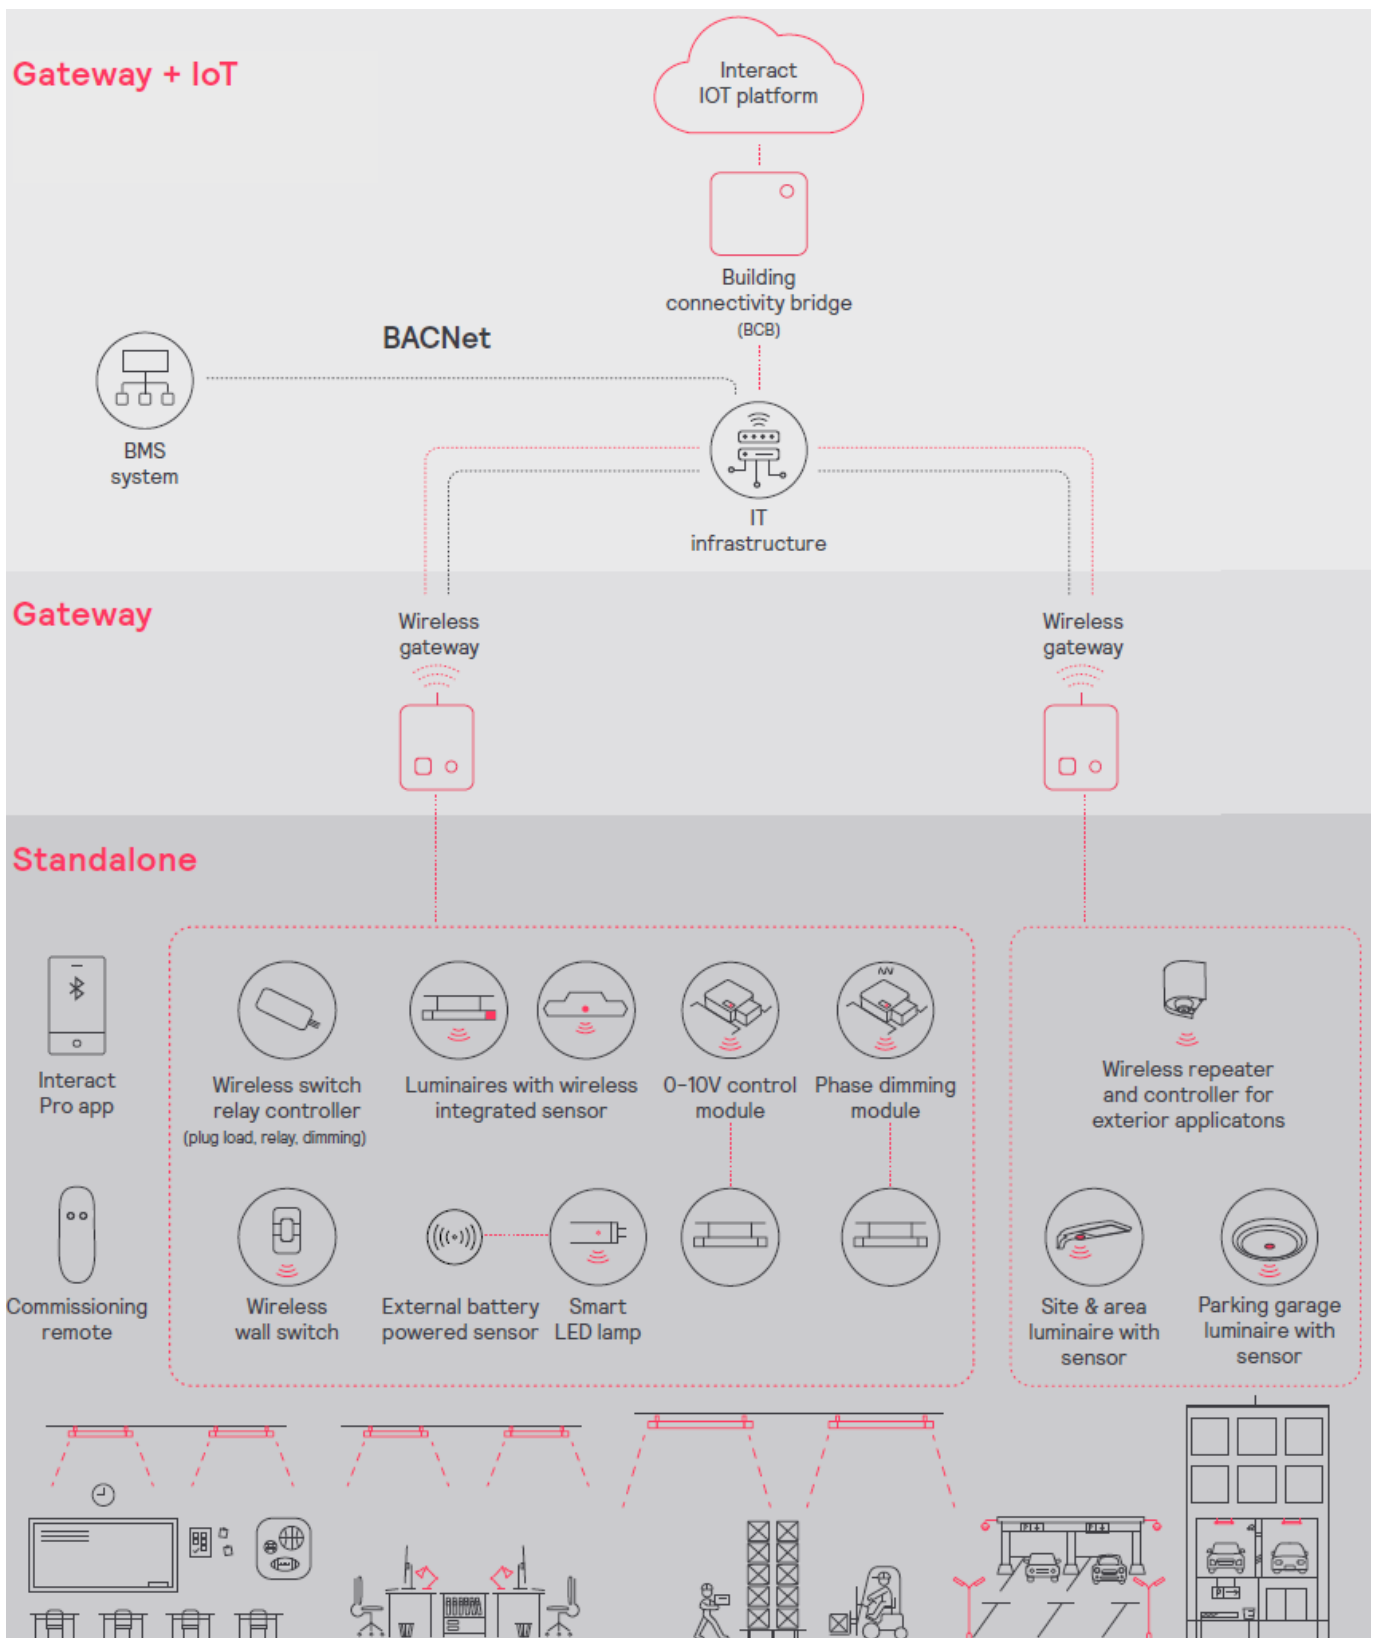 Gateway + IoT
Interact
IOT platform
Building
connectivity bridge
(BCB)
BACNet
BMS
system
IT
infrastructure
Gateway
Wireless
gateway
Wireless
gateway
Standalone
Interact
Pro app
Wireless switch
relay controller
(plug load, relay, dimming)
Luminaires with wireless
integrated sensor
0-10V control
module
Phase dimming
module
Wireless repeater
and controller for
exterior applicatons
Commissioning
remote
Wireless
wall switch
External battery
powered sensor
Smart
LED lamp
Site & area
luminaire with
sensor
Parking garage
luminaire with
sensor
P
P
P